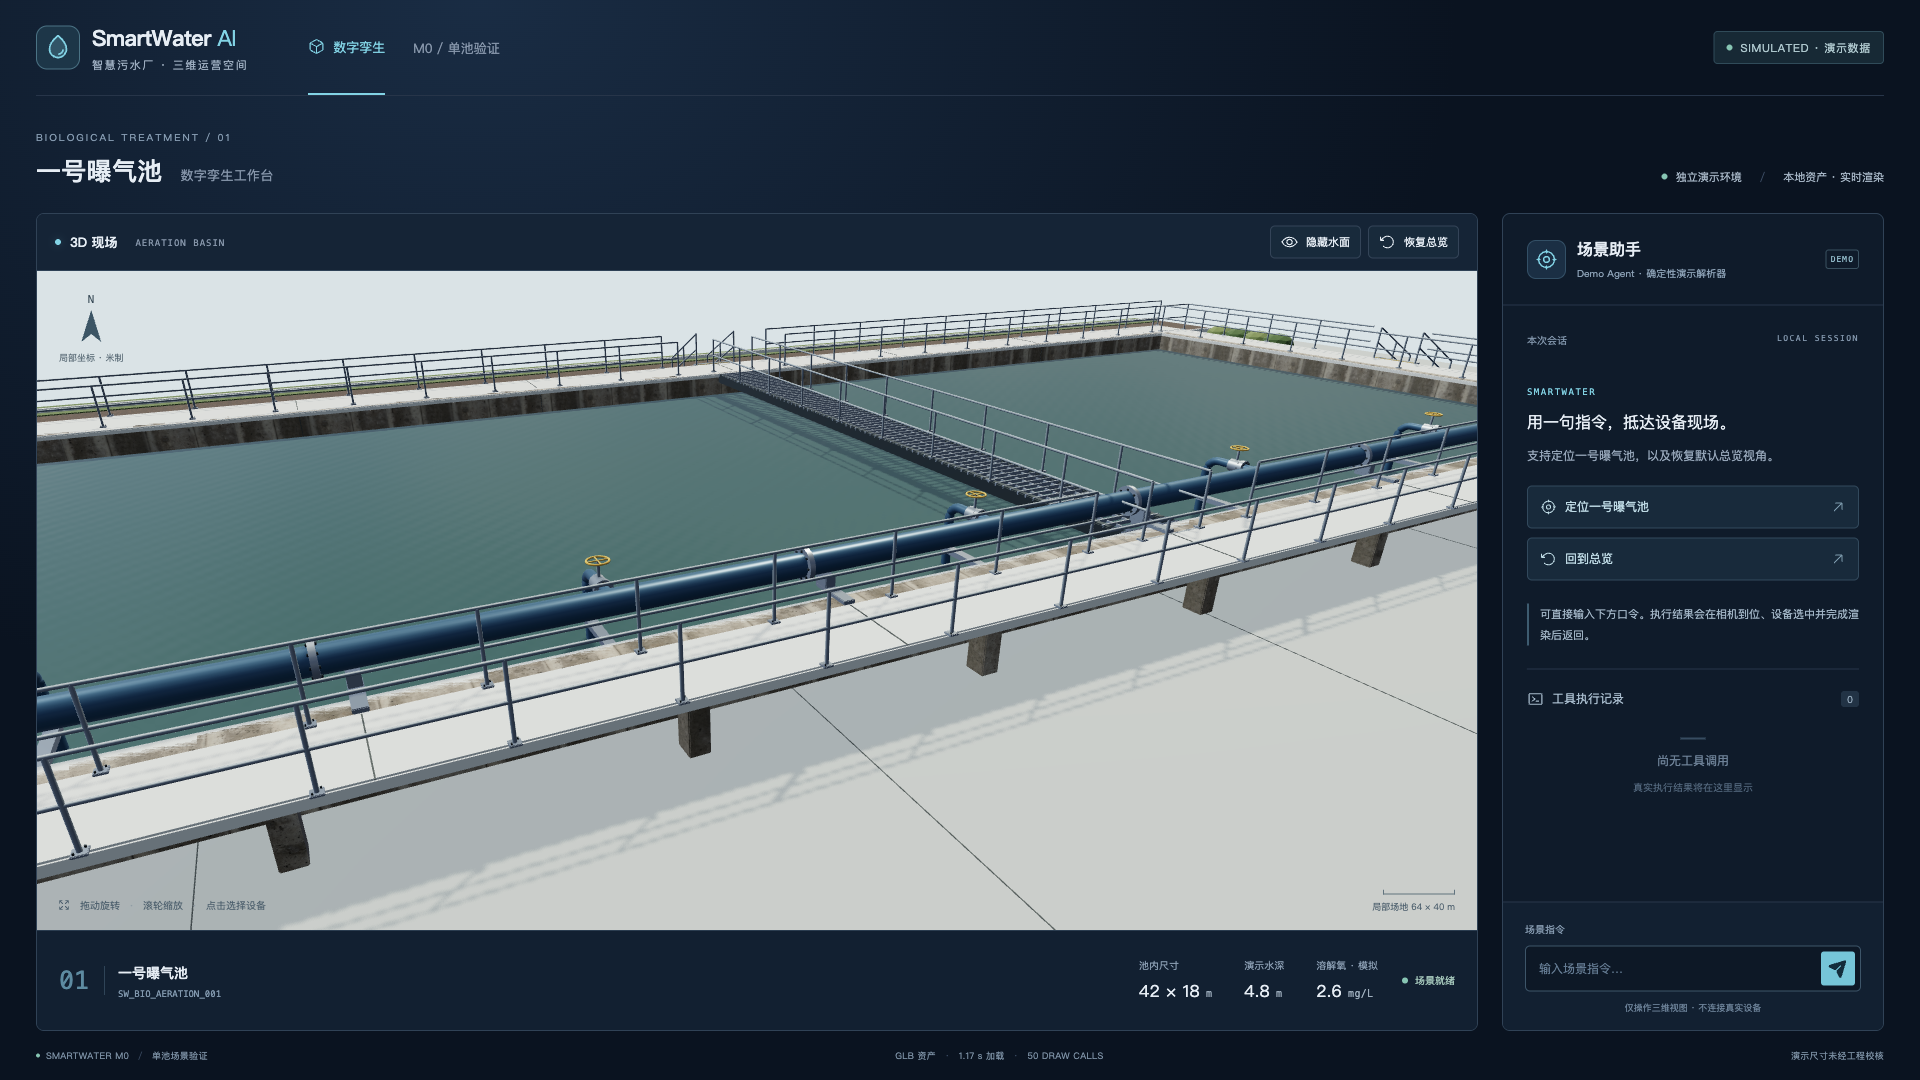 SmartWater AI
智慧污水厂 · 三维运营空间
数字孪生
M0 / 单池验证
SIMULATED · 演示数据
BIOLOGICAL TREATMENT / 01
一号曝气池
数字孪生工作台
独立演示环境 / 本地资产 · 实时渲染
3D 现场
AERATION BASIN
隐藏水面
恢复总览
N
局部坐标 · 米制
拖动旋转 · 滚轮缩放 · 点击选择设备
局部场地 64 × 40 m
01
一号曝气池
SW_BIO_AERATION_001
池内尺寸
42 × 18 m
演示水深
4.8 m
溶解氧 · 模拟
2.6 mg/L
场景就绪
场景助手
Demo Agent · 确定性演示解析器
DEMO
本次会话
LOCAL SESSION
SMARTWATER
用一句指令，抵达设备现场。
支持定位一号曝气池，以及恢复默认总览视角。
定位一号曝气池
回到总览
可直接输入下方口令。执行结果会在相机到位、设备选中并完成渲
染后返回。
工具执行记录
0
尚无工具调用
真实执行结果将在这里显示
场景指令
输入场景指令...
仅操作三维视图 · 不连接真实设备
SMARTWATER M0 / 单池场景验证
GLB 资产 · 1.17 s 加载 · 50 DRAW CALLS
演示尺寸未经工程校核